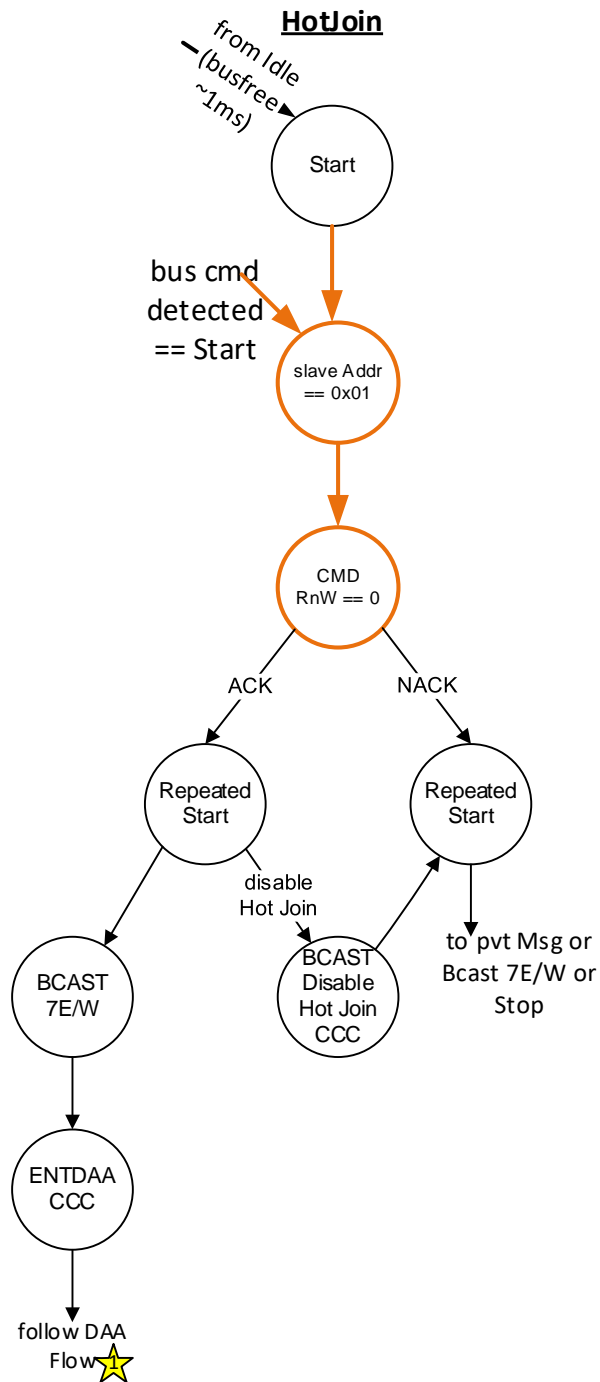 HotJoin
from Idle
(busfree
~1ms)
Start
bus cmd
detected
== Start
slave Addr
== 0x01
CMD
RnW == 0
ACK
NACK
Repeated
Start
Repeated
Start
disable
Hot Join
BCAST
7E/W
BCAST
Disable
Hot Join
CCC
to pvt Msg or
Bcast 7E/W or
Stop
ENTDAA
CCC
follow DAA
Flow 1